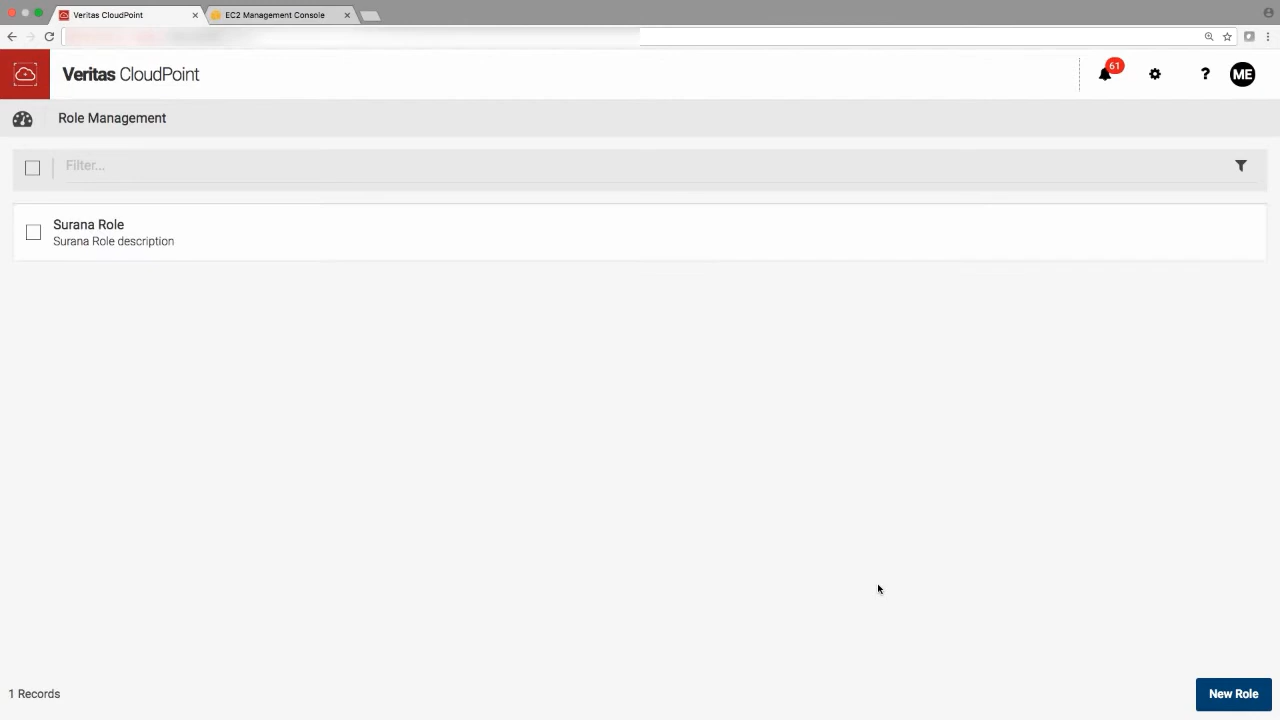 Veritas CloudPoint
EC2 Management Console
Veritas CloudPoint
61
?
ME
Role Management
Filter...
Surana Role
Surana Role description
1 Records
New Role